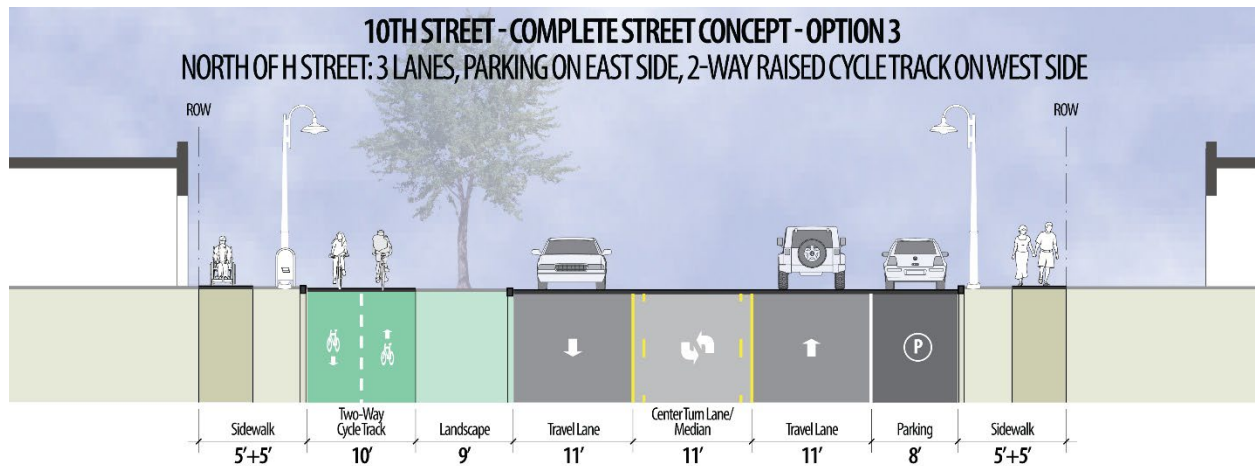 10TH STREET - COMPLETE STREET CONCEPT - OPTION 3
NORTH OF H STREET: 3 LANES, PARKING ON EAST SIDE, 2-WAY RAISED CYCLE TRACK ON WEST SIDE
ROW
ROW
P
Sidewalk
5'+5'
Two-Way
Cycle Track
10'
Landscape
9'
Travel Lane
11'
Center Turn Lane/
Median
11'
Travel Lane
11'
Parking
8'
Sidewalk
5'+5'